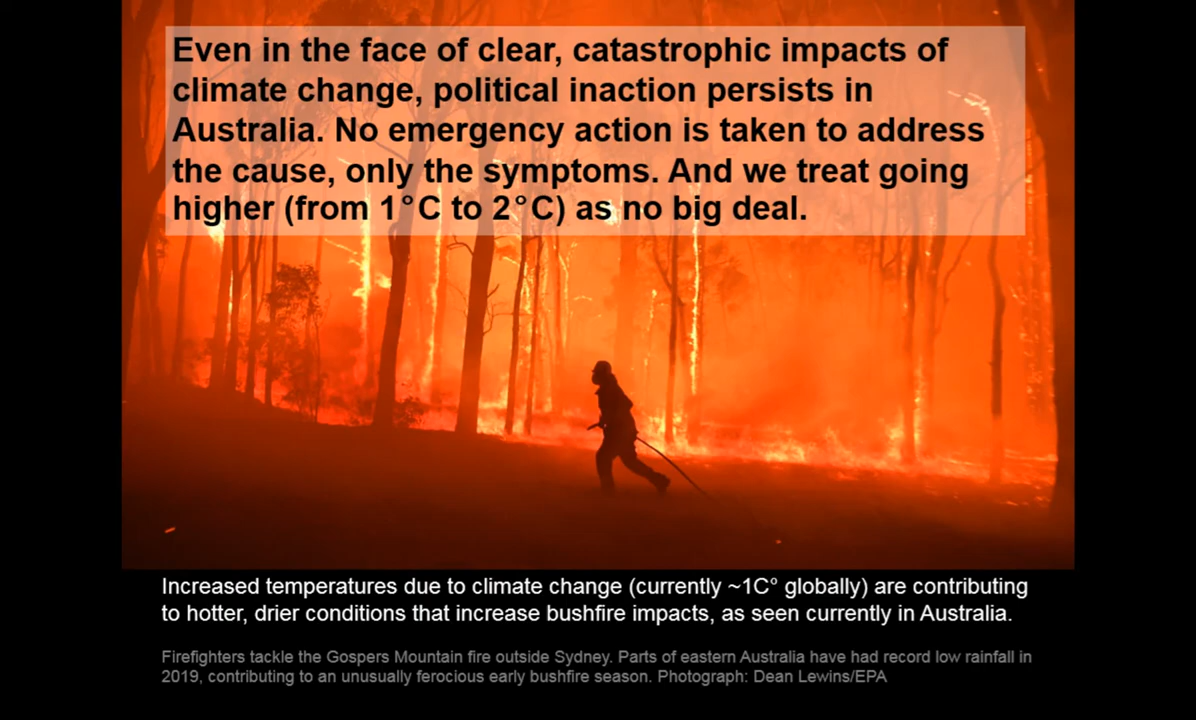 Even in the face of clear, catastrophic impacts of
climate change, political inaction persists in
Australia. No emergency action is taken to address
the cause, only the symptoms. And we treat going
higher (from 1°C to 2°C) as no big deal.
Increased temperatures due to climate change (currently ~1C° globally) are contributing
to hotter, drier conditions that increase bushfire impacts, as seen currently in Australia.
Firefighters tackle the Gospers Mountain fire outside Sydney. Parts of eastern Australia have had record low rainfall in
2019, contributing to an unusually ferocious early bushfire season. Photograph: Dean Lewins/EPA